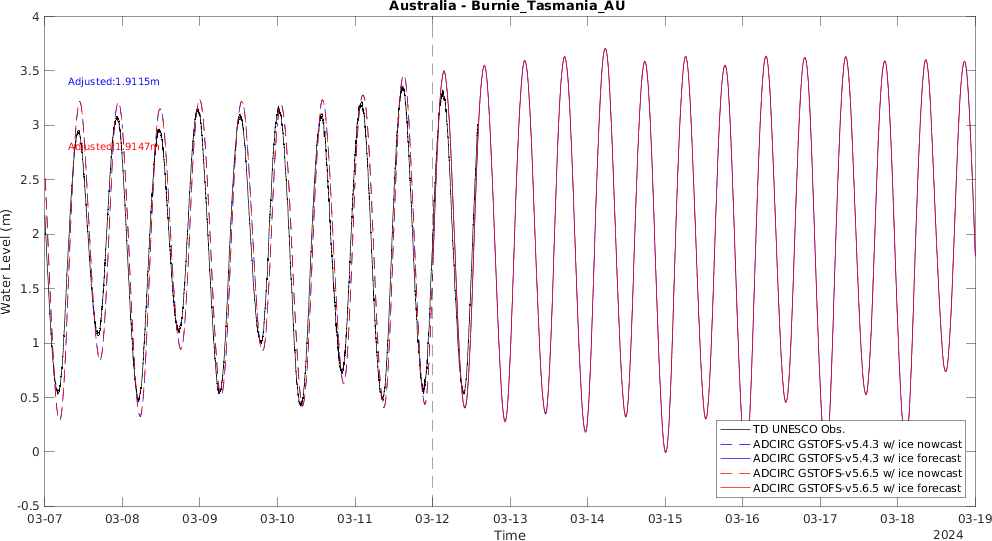 Australia - Burnie_Tasmania_AU
4
3.5
3
2.5
2
1.5
1
0.5
0
-0.5
Water Level (m)
Adjusted:1.9115m
Adjusted:1.9147m
TD UNESCO Obs.
ADCIRC GSTOFS-v5.4.3 w/ ice nowcast
ADCIRC GSTOFS-v5.4.3 w/ ice forecast
ADCIRC GSTOFS-v5.6.5 w/ ice nowcast
ADCIRC GSTOFS-v5.6.5 w/ ice forecast
03-07 03-08 03-09 03-10 03-11 03-12 03-13 03-14 03-15 03-16 03-17 03-18 03-19
Time
2024